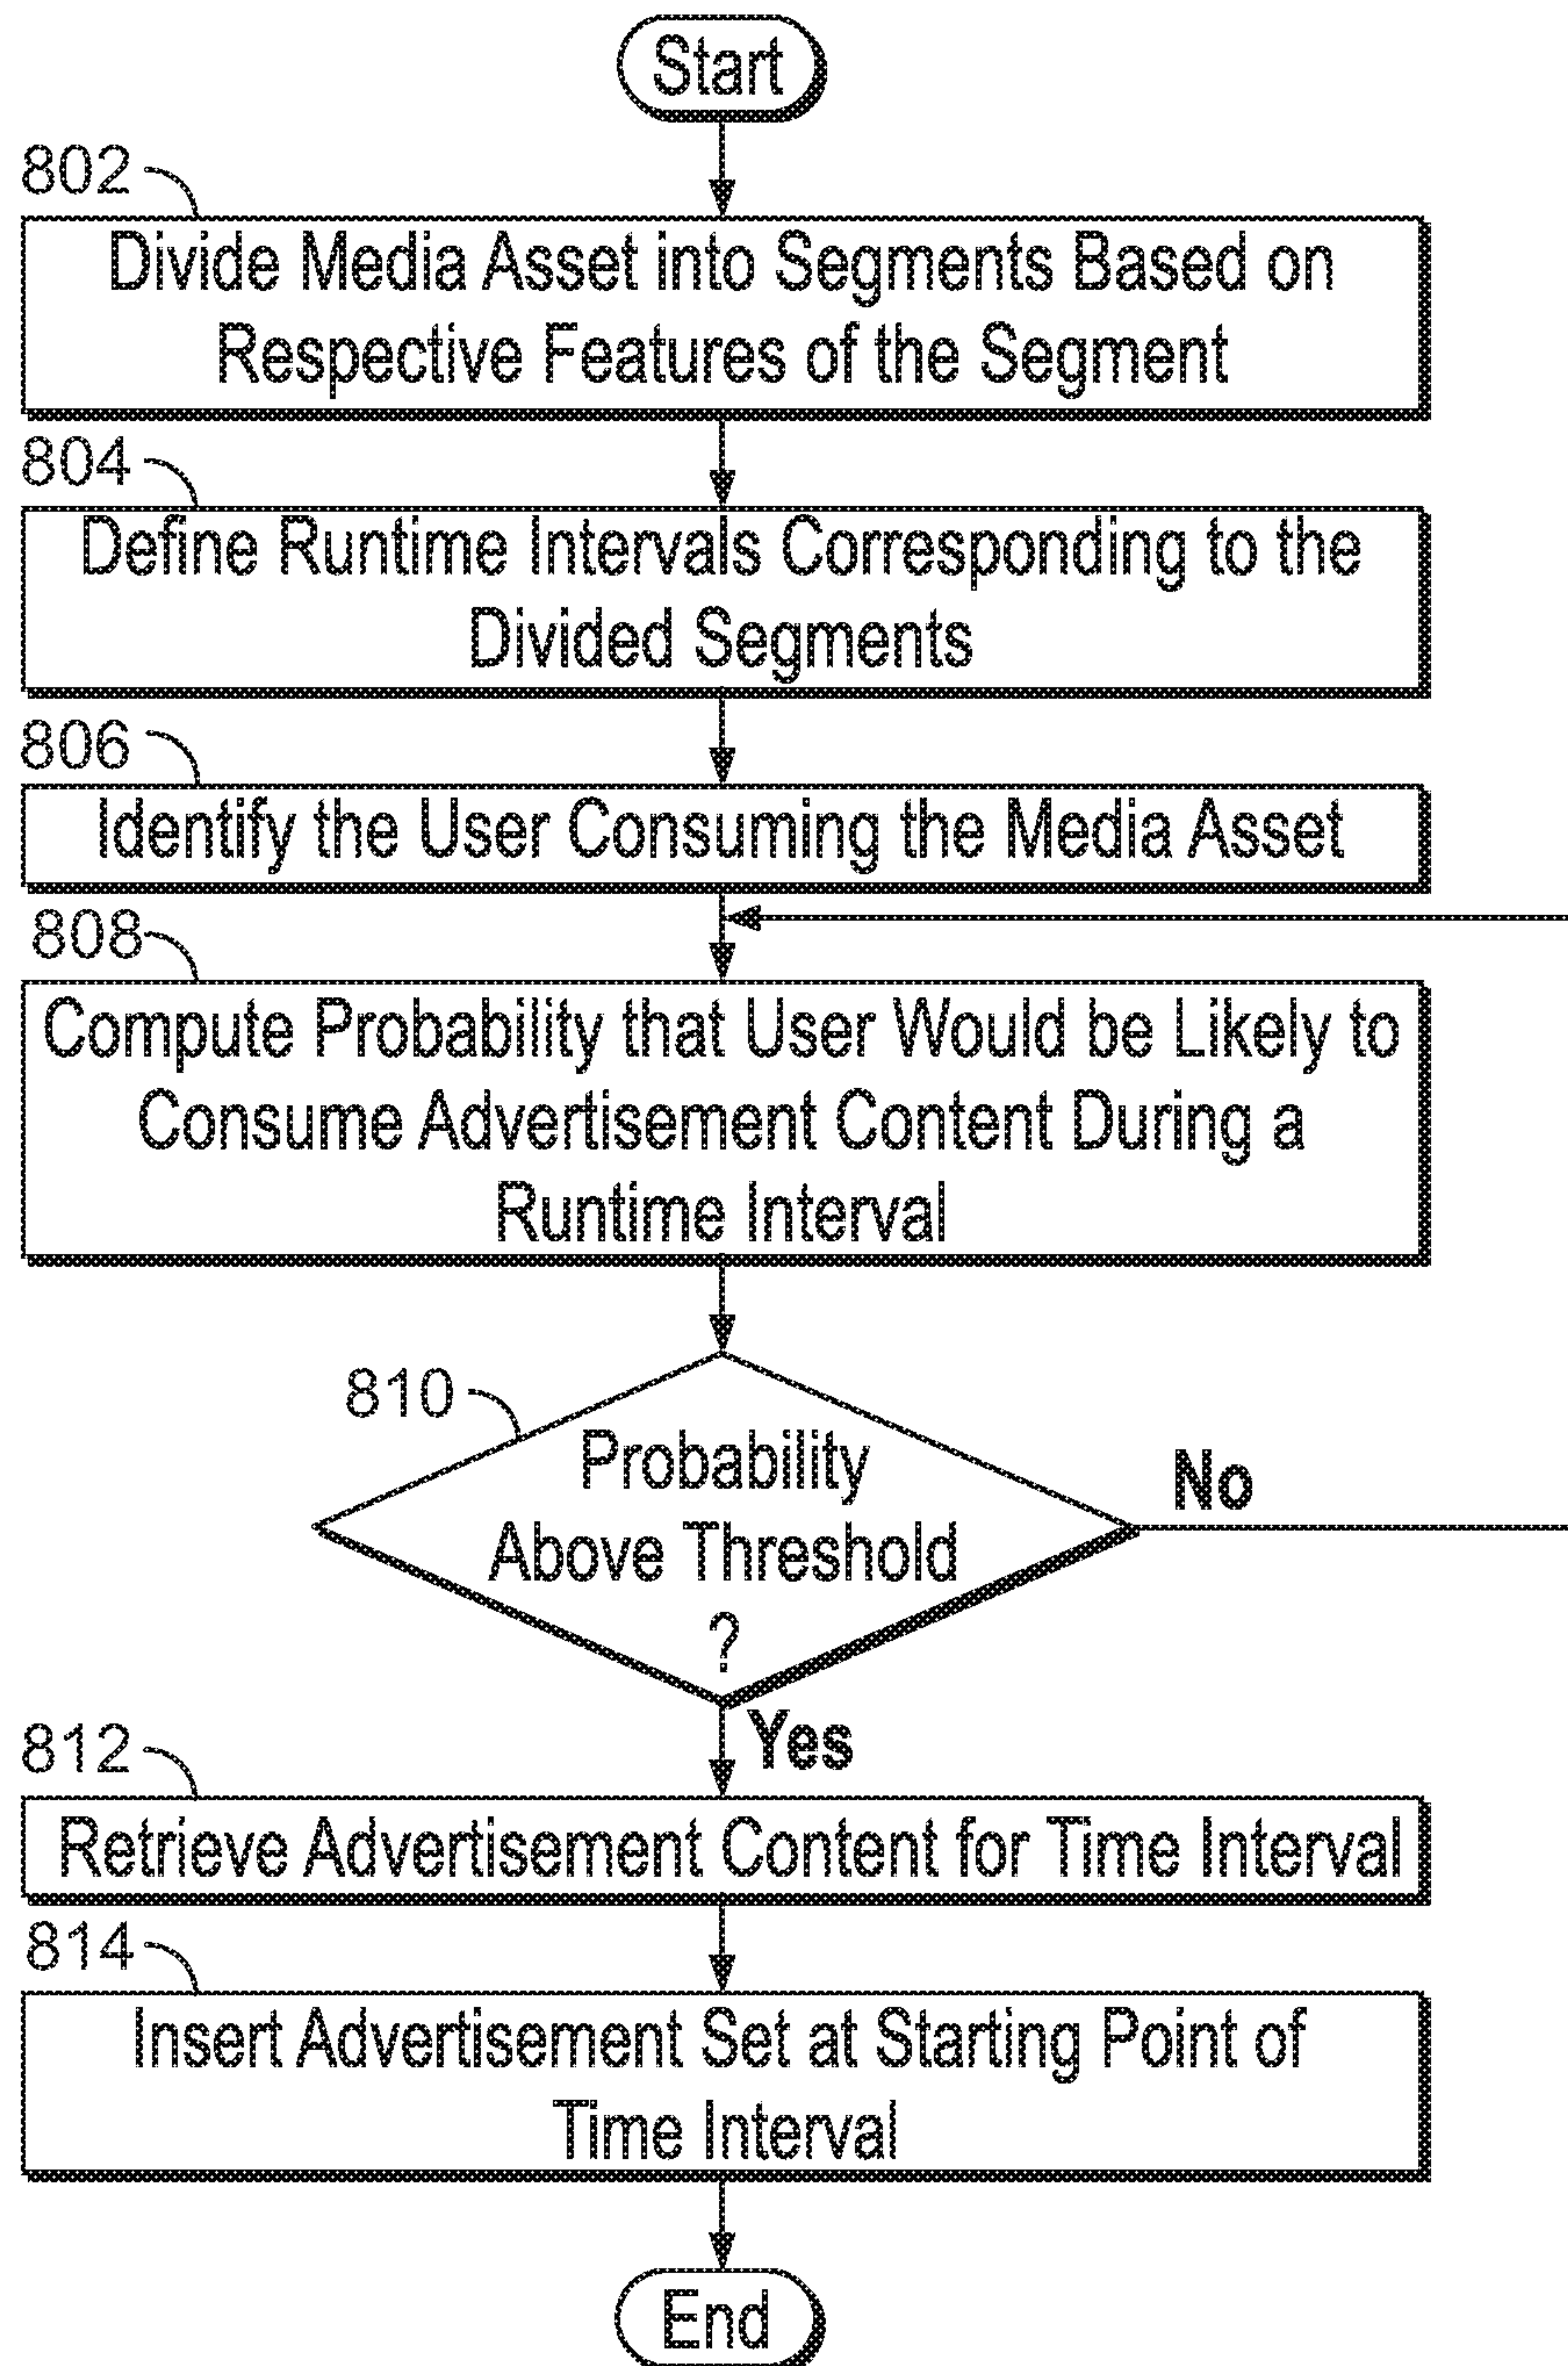 Start
802
Divide Media Asset into Segments Based on
Respective Features of the Segment
804
Define Runtime Intervals Corresponding to the
Divided Segments
806
Identify the User Consuming the Media Asset
808
Compute Probability that User Would be Likely to
Consume Advertisement Content During a
Runtime Interval
810
Probability
Above Threshold
?
No
Yes
812
Retrieve Advertisement Content for Time Interval
814
Insert Advertisement Set at Starting Point of
Time Interval
End